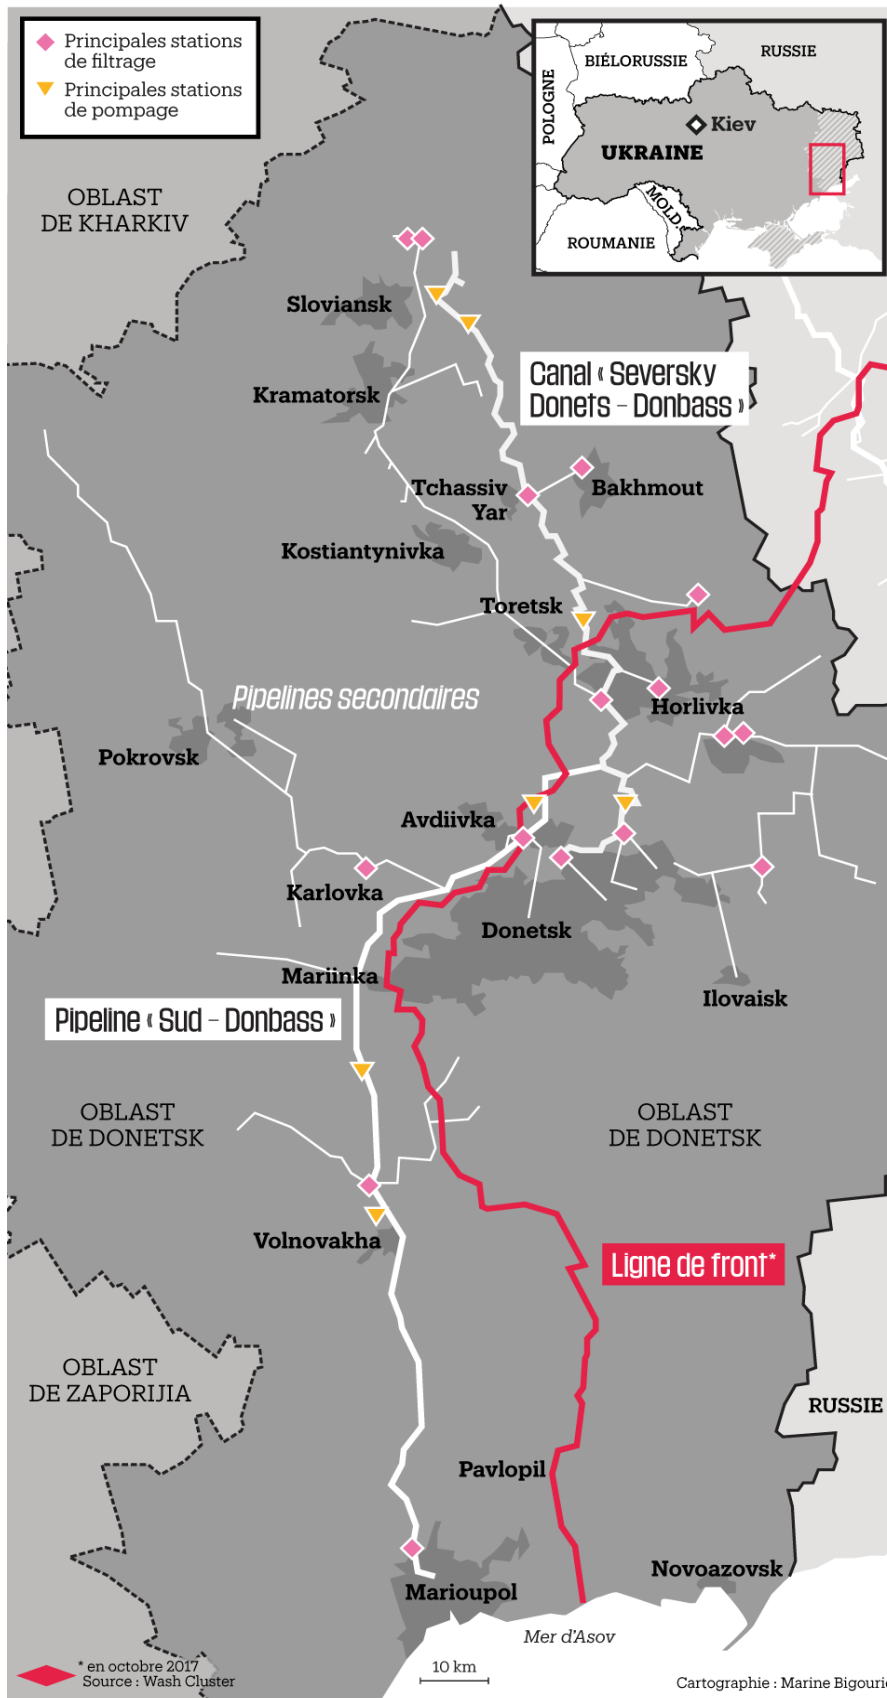 Principales stations
de filtrage
Principales stations
de pompage
BIÉLORUSSIE
RUSSIE
POLOGNE
Kiev
UKRAINE
MOLD.
ROUMANIE
OBLAST
DE KHARKIV
Sloviansk
Canal « Seversky
Donets – Donbass »
Kramatorsk
Tchassiv
Yar
Bakhmout
Kostiantynivka
Toretsk
Pipelines secondaires
Horlivka
Pokrovsk
Avdiivka
Karlovka
Donetsk
Mariinka
Ilovaisk
Pipeline « Sud – Donbass »
OBLAST
DE DONETSK
OBLAST
DE DONETSK
Volnovakha
Ligne de front*
OBLAST
DE ZAPORIJIA
RUSSIE
Pavlopil
Novoazovsk
Marioupol
Mer d'Asov
* en octobre 2017
Source : Wash Cluster
10 km
Cartographie : Marine Bigourie